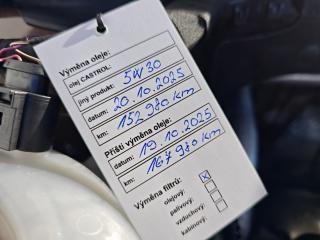 Výměna oleje:
olej CASTROL:
jiný produkt: 5W30
datum: 20.10.2025
km: 152 980 km
Příští výměna oleje:
datum: 19.10.2025
km: 167 980 km
Výměna filtrů:
olejový: x
palivový:
vzduchový:
kabinový: